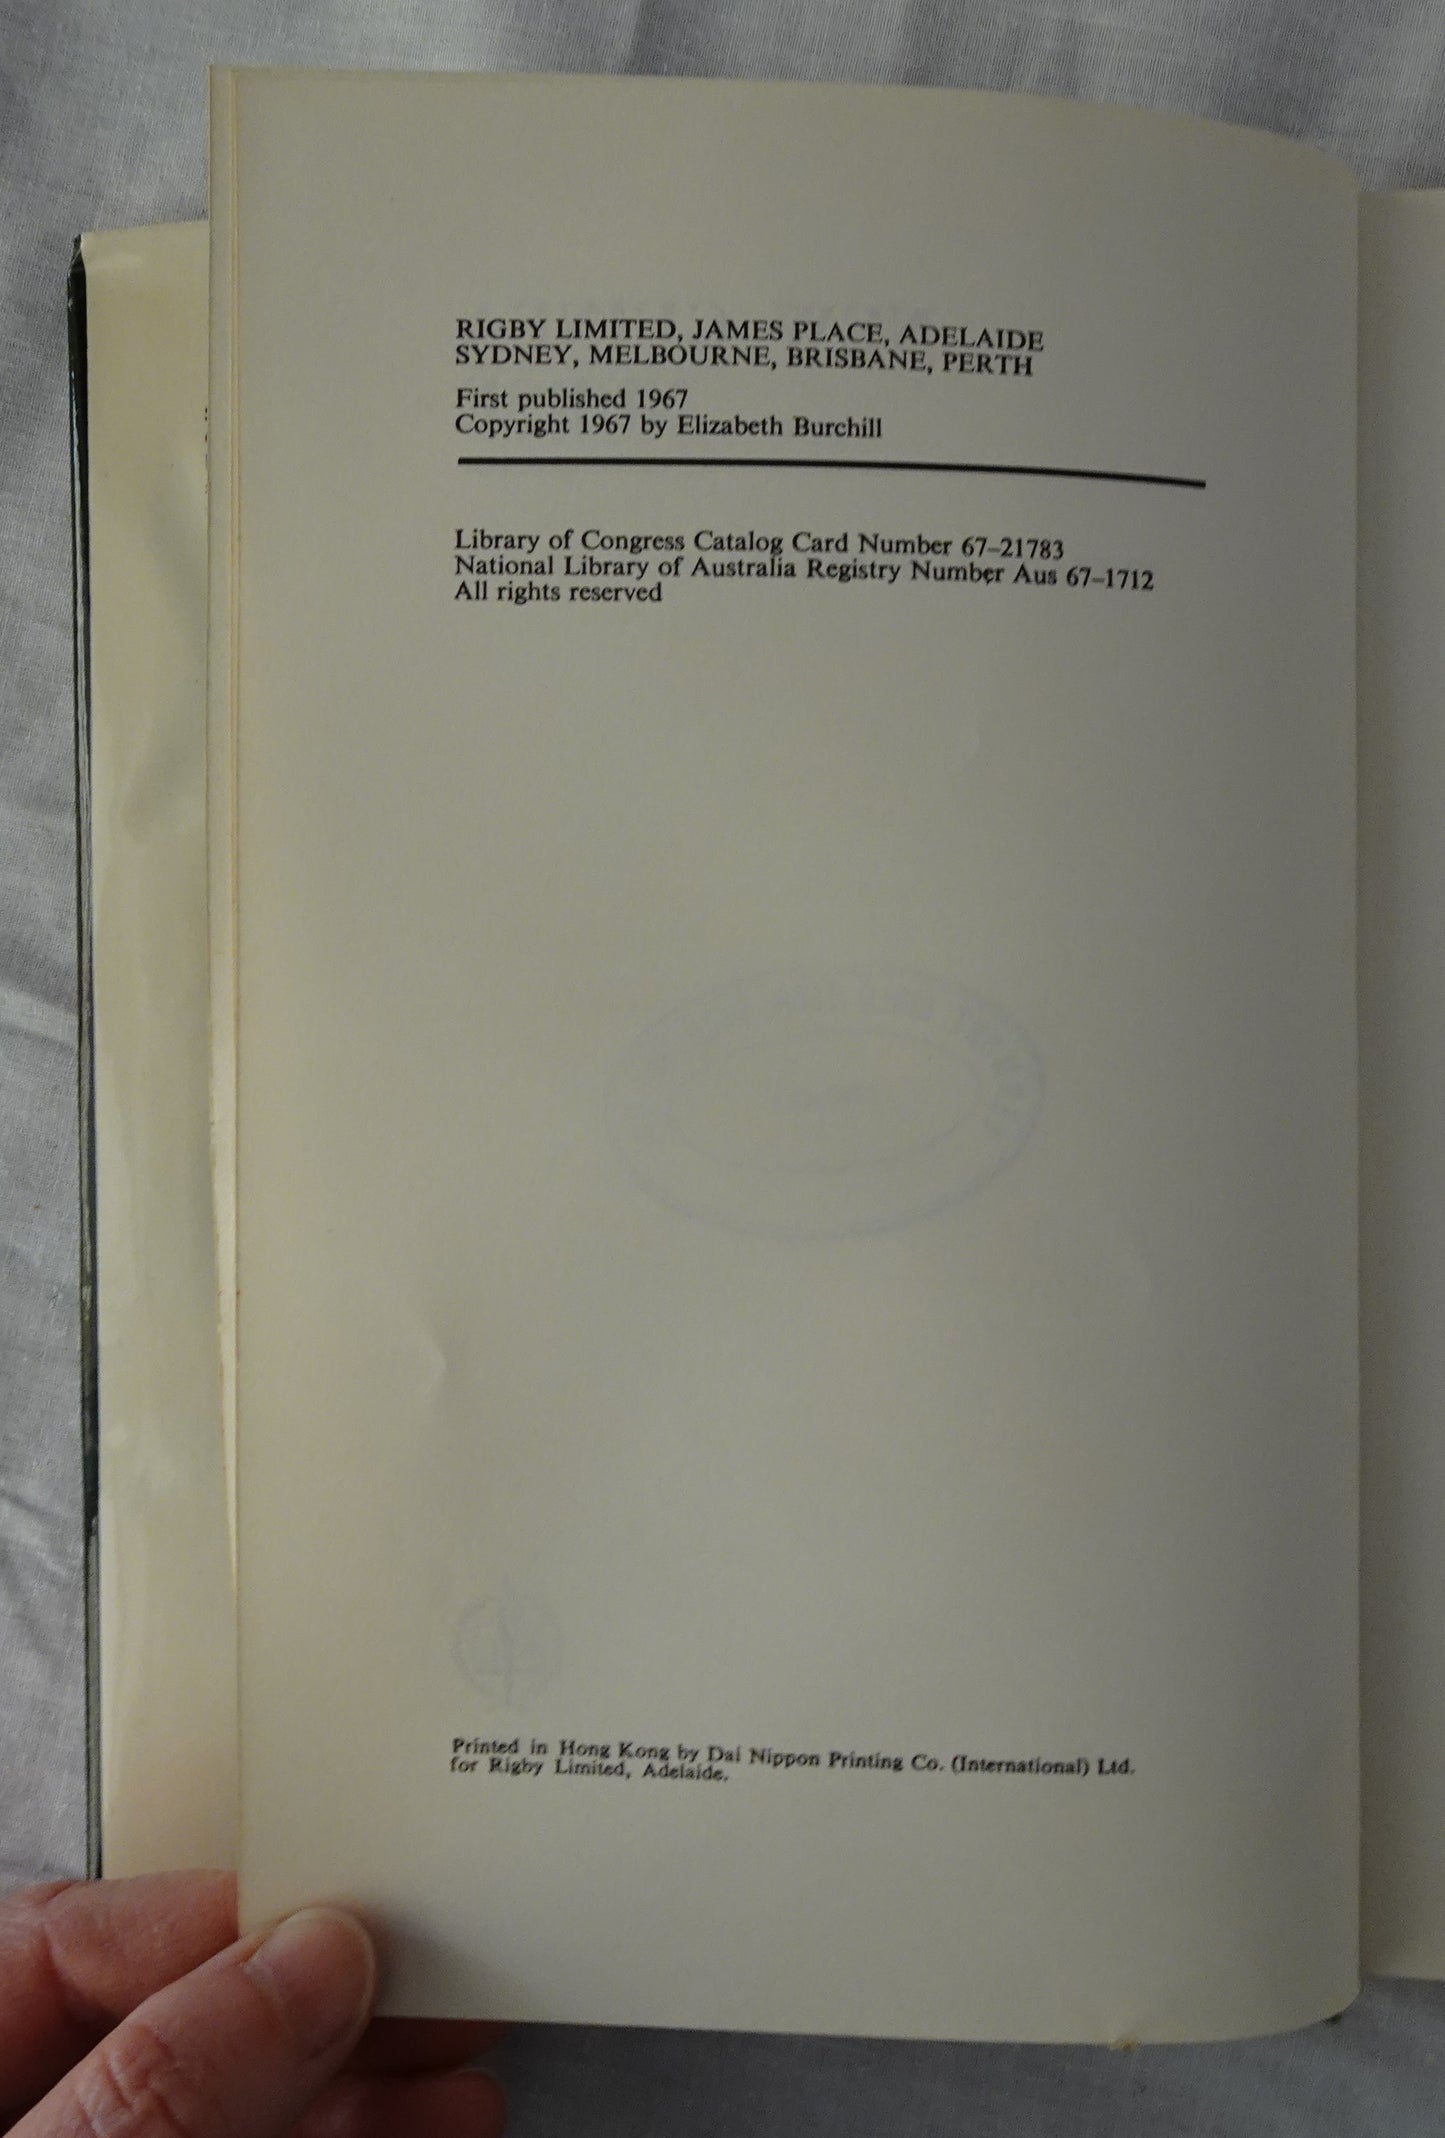 RIGBY LIMITED, JAMES PLACE, ADELAIDE
SYDNEY, MELBOURNE, BRISBANE, PERTH
First published 1967
Copyright 1967 by Elizabeth Burchill
Library of Congress Catalog Card Number 67–21783
National Library of Australia Registry Number Aus 67–1712
All rights reserved
Printed in Hong Kong by Dai Nippon Printing Co. (International) Ltd.
for Rigby Limited, Adelaide.